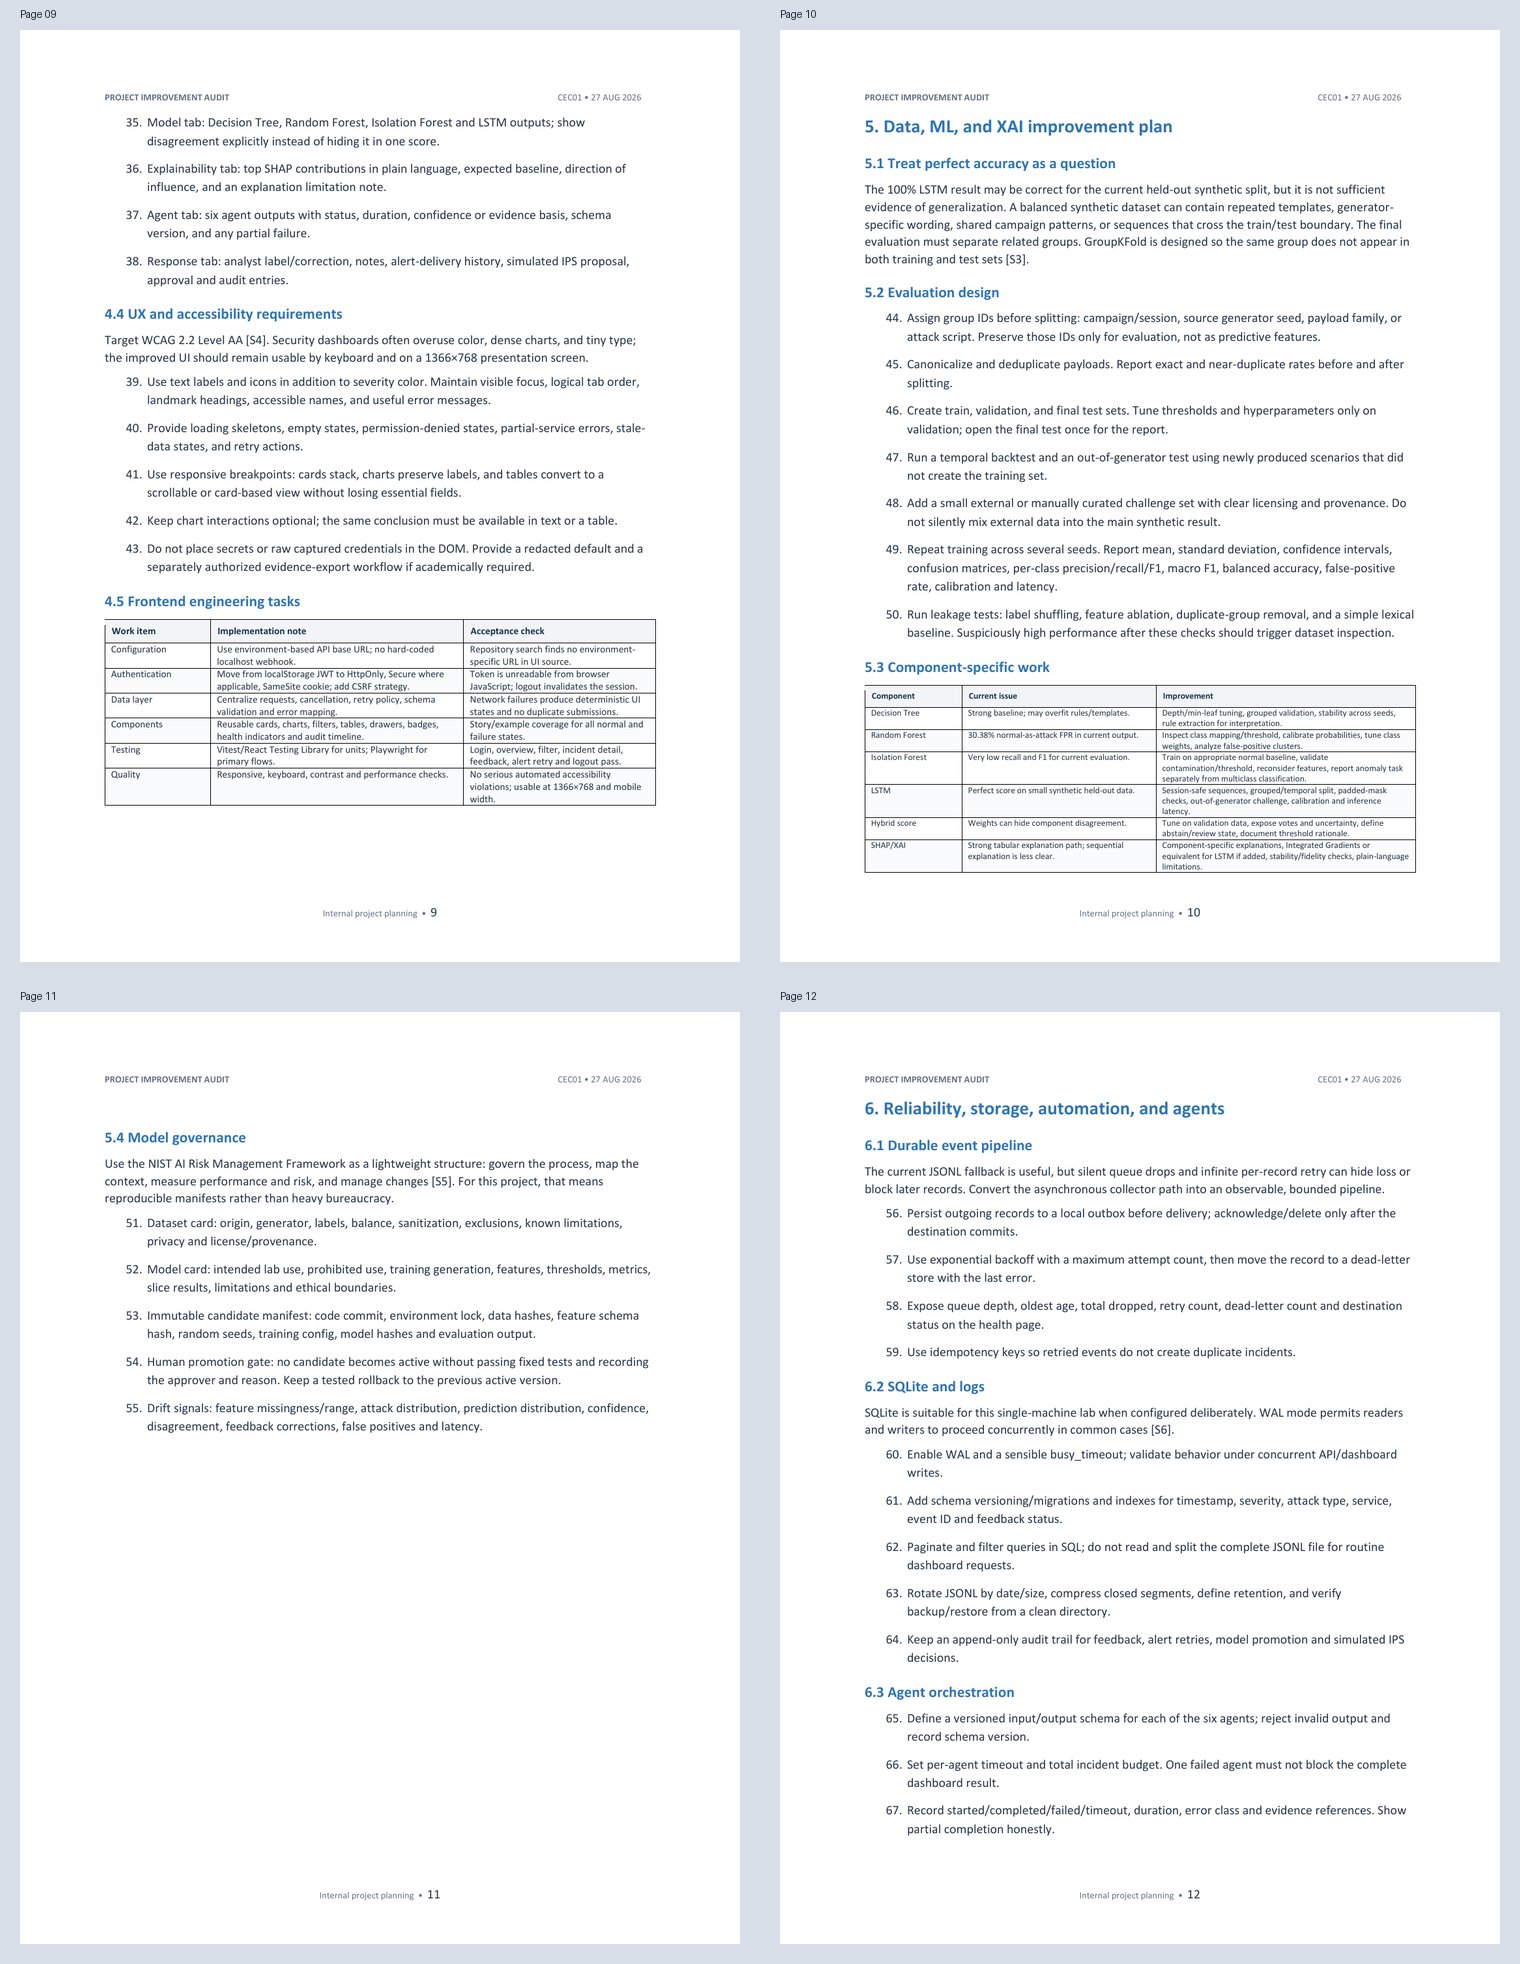 Page 09
PROJECT IMPROVEMENT AUDIT
CEC01 • 27 AUG 2026
35. Model tab: Decision Tree, Random Forest, Isolation Forest and LSTM outputs; show
disagreement explicitly instead of hiding it in one score.
36. Explainability tab: top SHAP contributions in plain language, expected baseline, direction of
influence, and an explanation limitation note.
37. Agent tab: six agent outputs with status, duration, confidence or evidence basis, schema
version, and any partial failure.
38. Response tab: analyst label/correction, notes, alert-delivery history, simulated IPS proposal,
approval and audit entries.
4.4 UX and accessibility requirements
Target WCAG 2.2 Level AA [S4]. Security dashboards often overuse color, dense charts, and tiny type;
the improved UI should remain usable by keyboard and on a 1366×768 presentation screen.
39. Use text labels and icons in addition to severity color. Maintain visible focus, logical tab order,
landmark headings, accessible names, and useful error messages.
40. Provide loading skeletons, empty states, permission-denied states, partial-service errors, stale-
data states, and retry actions.
41. Use responsive breakpoints: cards stack, charts preserve labels, and tables convert to a
scrollable or card-based view without losing essential fields.
42. Keep chart interactions optional; the same conclusion must be available in text or a table.
43. Do not place secrets or raw captured credentials in the DOM. Provide a redacted default and a
separately authorized evidence-export workflow if academically required.
4.5 Frontend engineering tasks
Work item
Implementation note
Acceptance check
Configuration
Use environment-based API base URL; no hard-coded
localhost webhook.
Repository search finds no environment-
specific URL in UI source.
Authentication
Move from localStorage JWT to HttpOnly, Secure where
applicable, SameSite cookie; add CSRF strategy.
Token is unreadable from browser
JavaScript; logout invalidates the session.
Data layer
Centralize requests, cancellation, retry policy, schema
validation and error mapping.
Network failures produce deterministic UI
states and no duplicate submissions.
Components
Reusable cards, charts, filters, tables, drawers, badges,
health indicators and audit timeline.
Story/example coverage for all normal and
failure states.
Testing
Vitest/React Testing Library for units; Playwright for
primary flows.
Login, overview, filter, incident detail,
feedback, alert retry and logout pass.
Quality
Responsive, keyboard, contrast and performance checks.
No serious automated accessibility
violations; usable at 1366×768 and mobile
width.
Internal project planning • 9
Page 10
PROJECT IMPROVEMENT AUDIT
CEC01 • 27 AUG 2026
5. Data, ML, and XAI improvement plan
5.1 Treat perfect accuracy as a question
The 100% LSTM result may be correct for the current held-out synthetic split, but it is not sufficient
evidence of generalization. A balanced synthetic dataset can contain repeated templates, generator-
specific wording, shared campaign patterns, or sequences that cross the train/test boundary. The final
evaluation must separate related groups. GroupKFold is designed so the same group does not appear in
both training and test sets [S3].
5.2 Evaluation design
44. Assign group IDs before splitting: campaign/session, source generator seed, payload family, or
attack script. Preserve those IDs only for evaluation, not as predictive features.
45. Canonicalize and deduplicate payloads. Report exact and near-duplicate rates before and after
splitting.
46. Create train, validation, and final test sets. Tune thresholds and hyperparameters only on
validation; open the final test once for the report.
47. Run a temporal backtest and an out-of-generator test using newly produced scenarios that did
not create the training set.
48. Add a small external or manually curated challenge set with clear licensing and provenance. Do
not silently mix external data into the main synthetic result.
49. Repeat training across several seeds. Report mean, standard deviation, confidence intervals,
confusion matrices, per-class precision/recall/F1, macro F1, balanced accuracy, false-positive
rate, calibration and latency.
50. Run leakage tests: label shuffling, feature ablation, duplicate-group removal, and a simple lexical
baseline. Suspiciously high performance after these checks should trigger dataset inspection.
5.3 Component-specific work
Component
Current issue
Improvement
Decision Tree
Strong baseline; may overfit rules/templates.
Depth/min-leaf tuning, grouped validation, stability across seeds,
rule extraction for interpretation.
Random Forest
30.38% normal-as-attack FPR in current output.
Inspect class mapping/threshold, calibrate probabilities, tune class
weights, analyze false-positive clusters.
Isolation Forest
Very low recall and F1 for current evaluation.
Train on appropriate normal baseline, validate
contamination/threshold, reconsider features, report anomaly task
separately from multiclass classification.
LSTM
Perfect score on small synthetic held-out data.
Session-safe sequences, grouped/temporal split, padded-mask
checks, out-of-generator challenge, calibration and inference
latency.
Hybrid score
Weights can hide component disagreement.
Tune on validation data, expose votes and uncertainty, define
abstain/review state, document threshold rationale.
SHAP/XAI
Strong tabular explanation path; sequential
explanation is less clear.
Component-specific explanations, Integrated Gradients or
equivalent for LSTM if added, stability/fidelity checks, plain-language
limitations.
Internal project planning • 10
Page 11
PROJECT IMPROVEMENT AUDIT
CEC01 • 27 AUG 2026
5.4 Model governance
Use the NIST AI Risk Management Framework as a lightweight structure: govern the process, map the
context, measure performance and risk, and manage changes [S5]. For this project, that means
reproducible manifests rather than heavy bureaucracy.
51. Dataset card: origin, generator, labels, balance, sanitization, exclusions, known limitations,
privacy and license/provenance.
52. Model card: intended lab use, prohibited use, training generation, features, thresholds, metrics,
slice results, limitations and ethical boundaries.
53. Immutable candidate manifest: code commit, environment lock, data hashes, feature schema
hash, random seeds, training config, model hashes and evaluation output.
54. Human promotion gate: no candidate becomes active without passing fixed tests and recording
the approver and reason. Keep a tested rollback to the previous active version.
55. Drift signals: feature missingness/range, attack distribution, prediction distribution, confidence,
disagreement, feedback corrections, false positives and latency.
Internal project planning • 11
Page 12
PROJECT IMPROVEMENT AUDIT
CEC01 • 27 AUG 2026
6. Reliability, storage, automation, and agents
6.1 Durable event pipeline
The current JSONL fallback is useful, but silent queue drops and infinite per-record retry can hide loss or
block later records. Convert the asynchronous collector path into an observable, bounded pipeline.
56. Persist outgoing records to a local outbox before delivery; acknowledge/delete only after the
destination commits.
57. Use exponential backoff with a maximum attempt count, then move the record to a dead-letter
store with the last error.
58. Expose queue depth, oldest age, total dropped, retry count, dead-letter count and destination
status on the health page.
59. Use idempotency keys so retried events do not create duplicate incidents.
6.2 SQLite and logs
SQLite is suitable for this single-machine lab when configured deliberately. WAL mode permits readers
and writers to proceed concurrently in common cases [S6].
60. Enable WAL and a sensible busy_timeout; validate behavior under concurrent API/dashboard
writes.
61. Add schema versioning/migrations and indexes for timestamp, severity, attack type, service,
event ID and feedback status.
62. Paginate and filter queries in SQL; do not read and split the complete JSONL file for routine
dashboard requests.
63. Rotate JSONL by date/size, compress closed segments, define retention, and verify
backup/restore from a clean directory.
64. Keep an append-only audit trail for feedback, alert retries, model promotion and simulated IPS
decisions.
6.3 Agent orchestration
65. Define a versioned input/output schema for each of the six agents; reject invalid output and
record schema version.
66. Set per-agent timeout and total incident budget. One failed agent must not block the complete
dashboard result.
67. Record started/completed/failed/timeout, duration, error class and evidence references. Show
partial completion honestly.
Internal project planning • 12